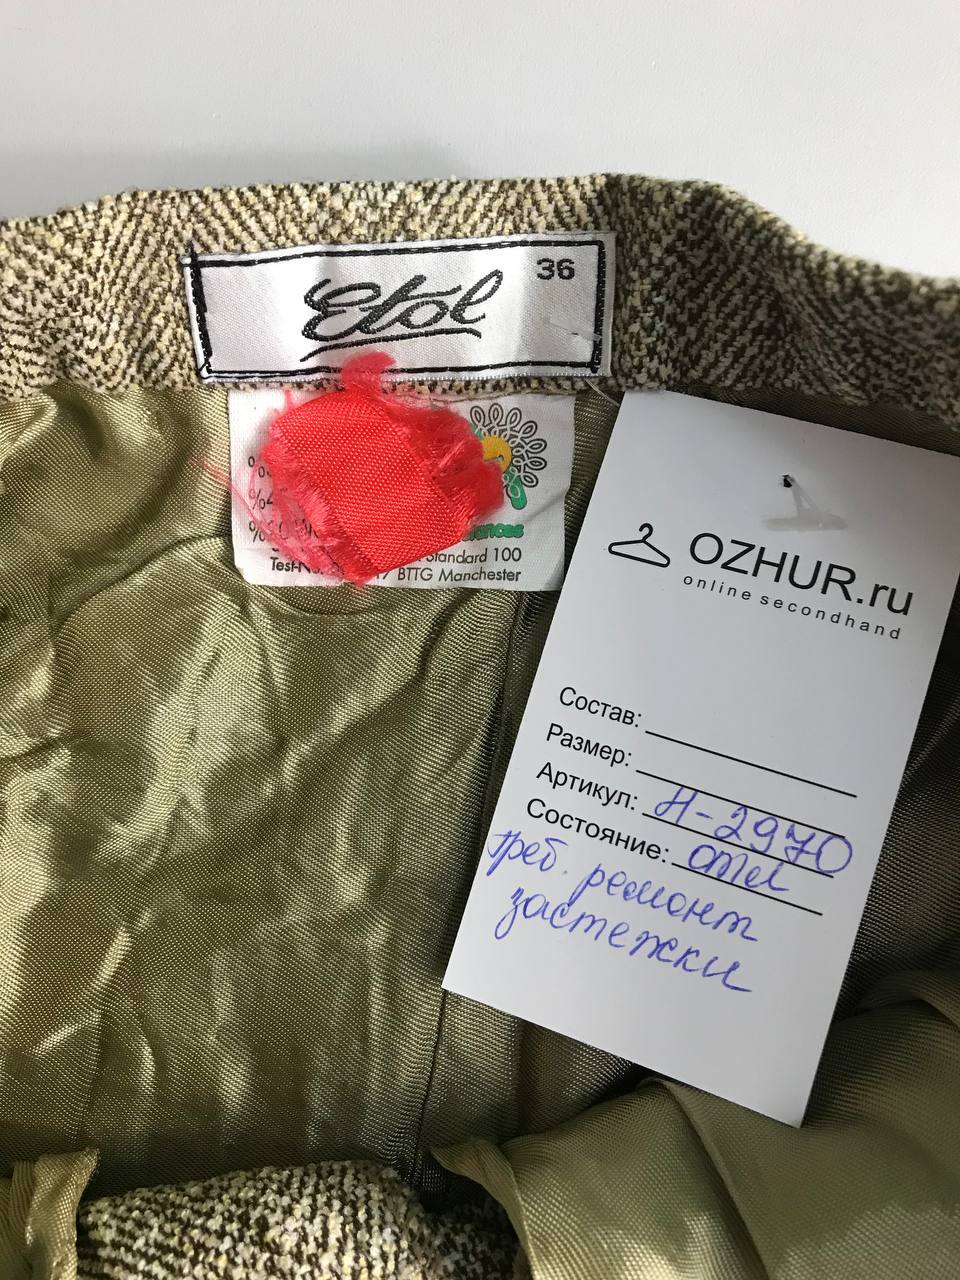 Etol
36
Standard 100
BTTG Manchester
OZHUR.ru
online secondhand
Состав:
Размер:
Артикул: Н-2970
Состояние: отл
треб. ремонт
застежки